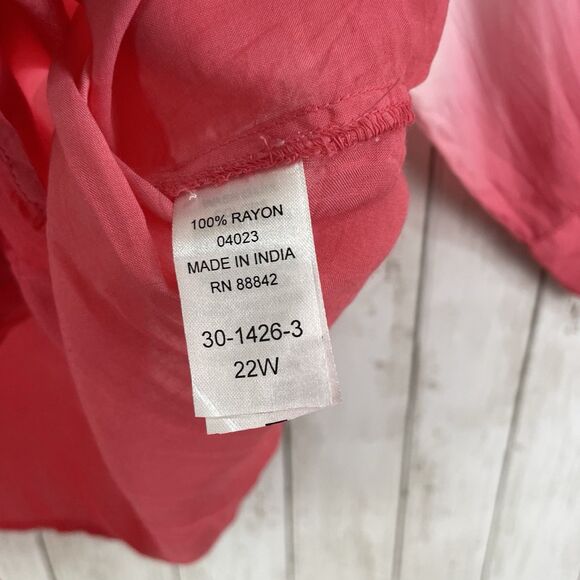 100% RAYON
04023
MADE IN INDIA
RN 88842
30-1426-3
22W